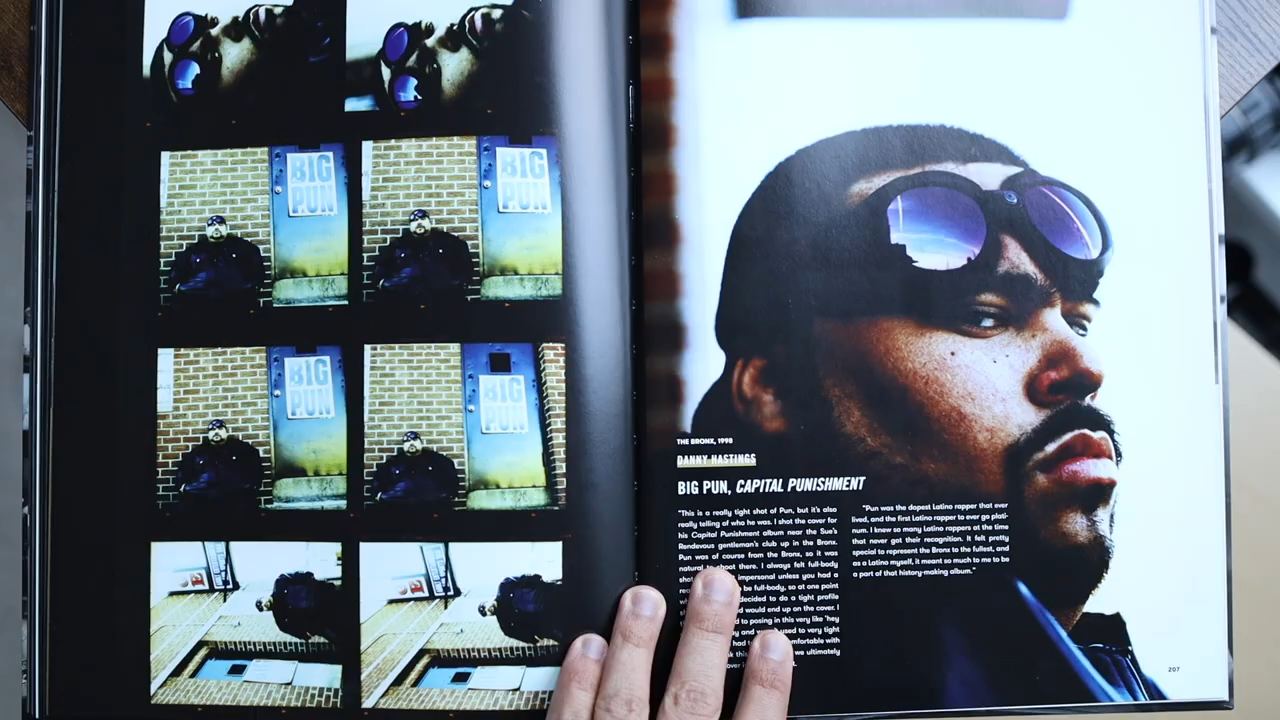 BIG
PUN
BIG
PUN
BIG
PUN
BIG
PUN
THE BRONX, 1998
DANNY HASTINGS
BIG PUN, CAPITAL PUNISHMENT
"This is a really tight shot of Pun, but it's also
really telling of who he was. I shot the cover for
his Capital Punishment album near the Sue's
Rendevous gentleman's club up in the Bronx.
Pun was of course from the Bronx, so it was
natural to shoot there. I always felt full-body
impersonal unless you had a
be full-body, so at one point
decided to do a tight profile
would end up on the cover. I
to posing in this very like 'hey
and used to very tight
had
this we ultimately
"Pun was the dopest Latino rapper that ever
lived, and the first Latino rapper to ever go plati-
num. I knew so many Latino rappers at the time
that never got their recognition. It felt pretty
special to represent the Bronx to the fullest, and
as a Latino myself, it meant so much to me to be
a part of that history-making album."
207